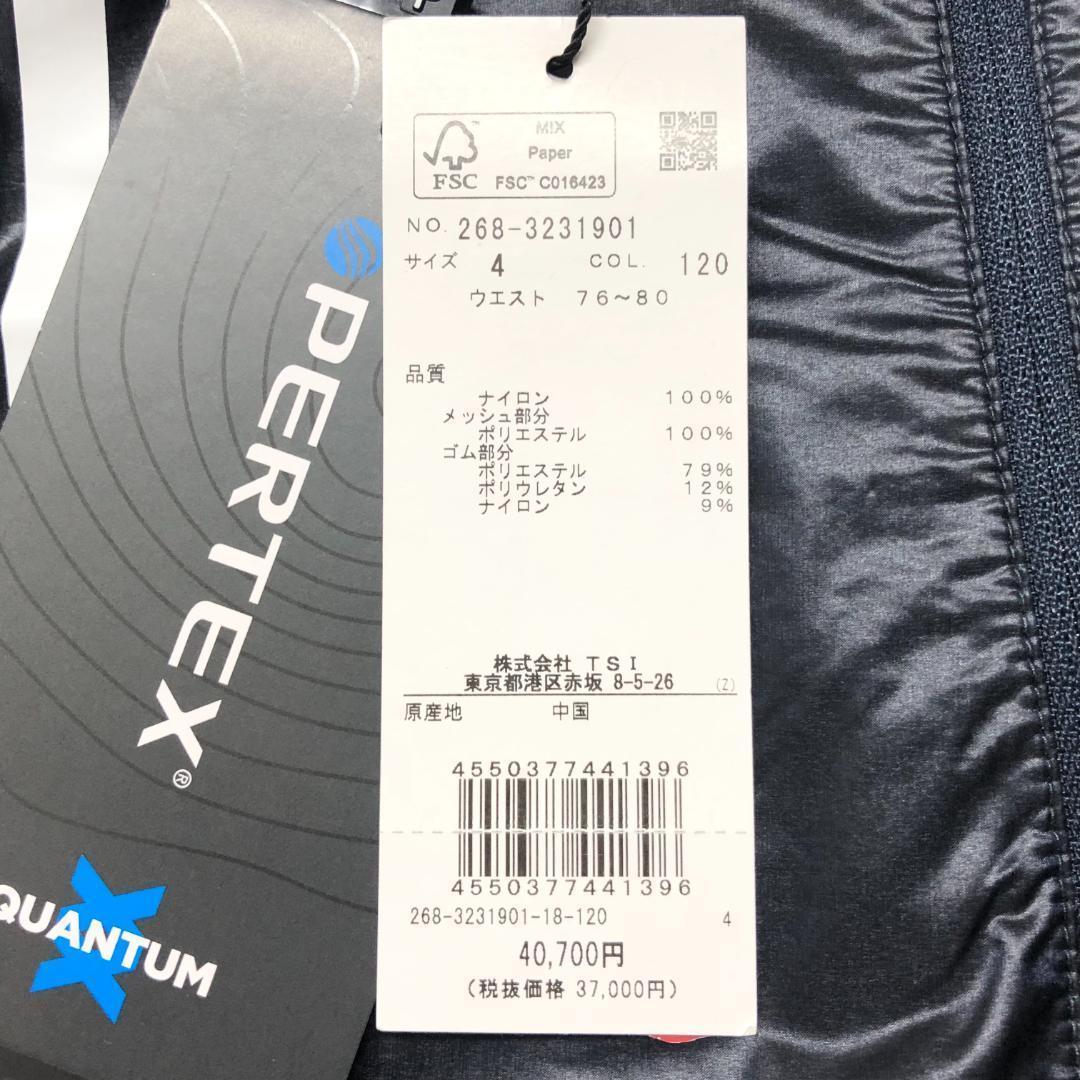 PERTEX®
QUANTUM
FSC™
MIX
Paper
FSC™ C016423
NO. 268-3231901
サイズ 4 COL. 120
ウエスト 76～80
品質
ナイロン 100%
メッシュ部分
ポリエステル 100%
ゴム部分
ポリエステル 79%
ポリウレタン 12%
ナイロン 9%
株式会社 TSI
東京都港区赤坂 8-5-26 (Z)
原産地 中国
4550377441396
4550377441396
268-3231901-18-120 4
40,700円
(税抜価格 37,000円)